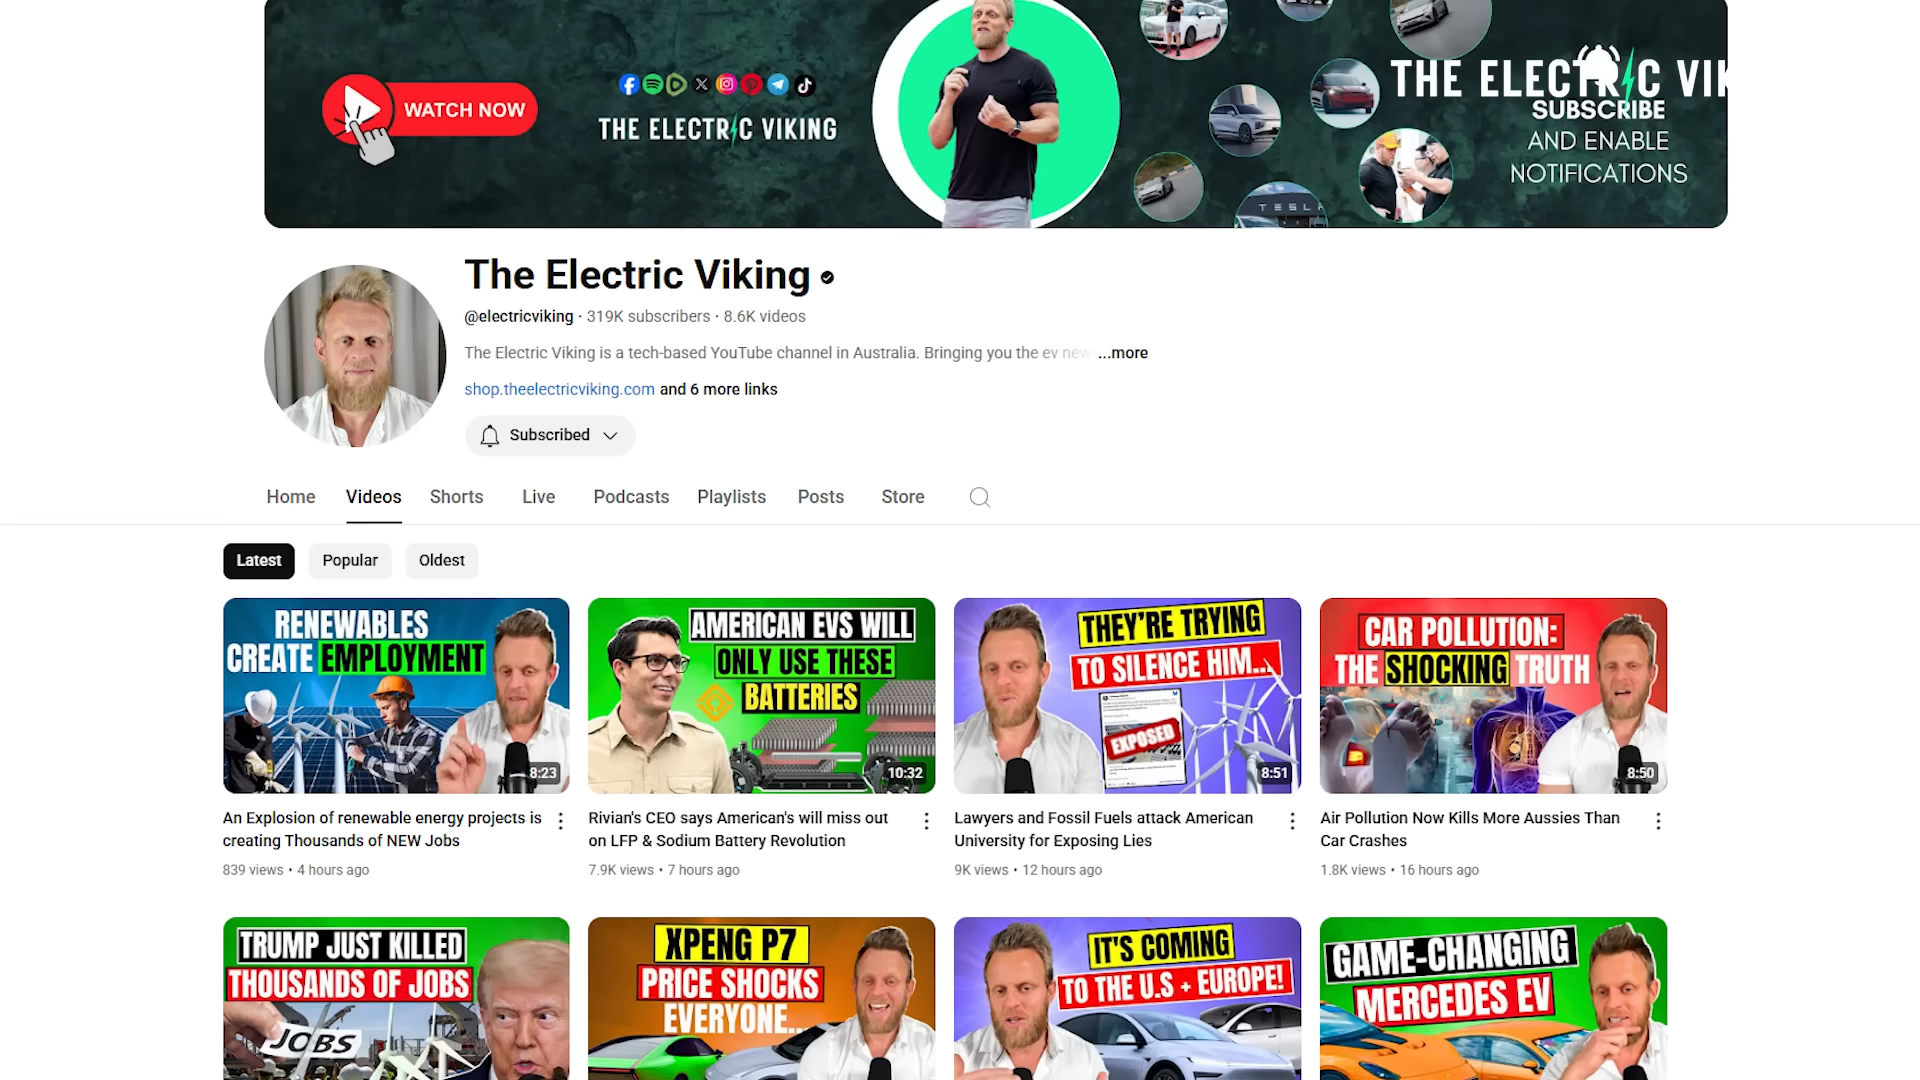 WATCH NOW
THE ELECTRIC VIKING
THE ELECTRIC VIK
SUBSCRIBE
AND ENABLE
NOTIFICATIONS
TESL
The Electric Viking
@electricviking · 319K subscribers · 8.6K videos
The Electric Viking is a tech-based YouTube channel in Australia. Bringing you the ev new ...more
shop.theelectricviking.com and 6 more links
Subscribed
Home Videos Shorts Live Podcasts Playlists Posts Store
Latest Popular Oldest
RENEWABLES
CREATE EMPLOYMENT
8:23
An Explosion of renewable energy projects is
creating Thousands of NEW Jobs
839 views • 4 hours ago
AMERICAN EVS WILL
ONLY USE THESE
BATTERIES
10:32
Rivian's CEO says American's will miss out
on LFP & Sodium Battery Revolution
7.9K views • 7 hours ago
THEY'RE TRYING
TO SILENCE HIM...
EXPOSED
8:51
Lawyers and Fossil Fuels attack American
University for Exposing Lies
9K views • 12 hours ago
CAR POLLUTION:
THE SHOCKING TRUTH
8:50
Air Pollution Now Kills More Aussies Than
Car Crashes
1.8K views • 16 hours ago
TRUMP JUST KILLED
THOUSANDS OF JOBS
JOBS
XPENG P7
PRICE SHOCKS
EVERYONE...
IT'S COMING
TO THE U.S + EUROPE!
GAME-CHANGING
MERCEDES EV